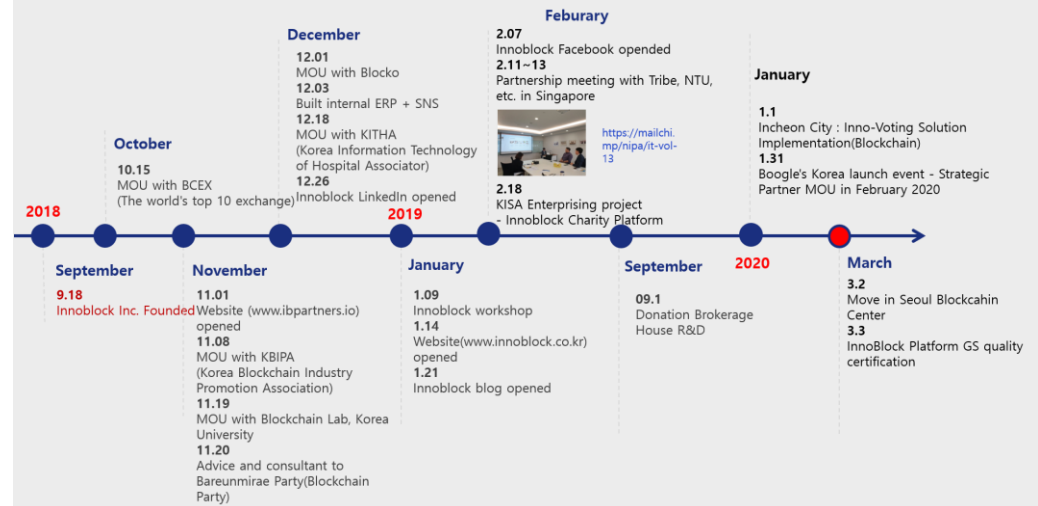 2018
September
9.18
Innoblock Inc. Founded
October
10.15
MOU with BCEX
(The world's top 10 exchange)
November
11.01
Website (www.ibpartners.io)
opened
11.08
MOU with KBIPA
(Korea Blockchain Industry
Promotion Association)
11.19
MOU with Blockchain Lab, Korea
University
11.20
Advice and consultant to
Bareunmirae Party(Blockchain
Party)
December
12.01
MOU with Blocko
12.03
Built internal ERP + SNS
12.18
MOU with KITHA
(Korea Information Technology
of Hospital Associator)
12.26
Innoblock LinkedIn opened
2019
January
1.09
Innoblock workshop
1.14
Website(www.innoblock.co.kr)
opened
1.21
Innoblock blog opened
Feburary
2.07
Innoblock Facebook opended
2.11~13
Partnership meeting with Tribe, NTU,
etc. in Singapore
https://mailchi.
mp/nipa/it-vol-
13
2.18
KISA Enterprising project
- Innoblock Charity Platform
September
09.1
Donation Brokerage
House R&D
2020
January
1.1
Incheon City : Inno-Voting Solution
Implementation(Blockchain)
1.31
Boogle's Korea launch event - Strategic
Partner MOU in February 2020
March
3.2
Move in Seoul Blockcahin
Center
3.3
InnoBlock Platform GS quality
certification